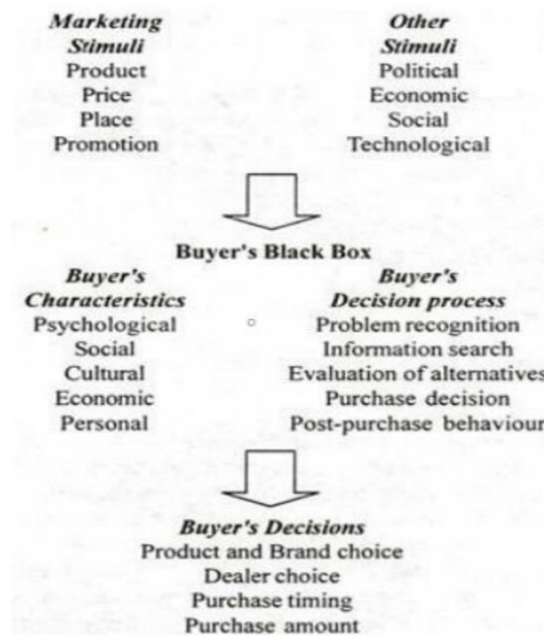 Marketing
Stimuli
Product
Price
Place
Promotion
Other
Stimuli
Political
Economic
Social
Technological
Buyer's Black Box
Buyer's
Characteristics
Psychological
Social
Cultural
Economic
Personal
Buyer's
Decision process
Problem recognition
Information search
Evaluation of alternatives
Purchase decision
Post-purchase behaviour
Buyer's Decisions
Product and Brand choice
Dealer choice
Purchase timing
Purchase amount